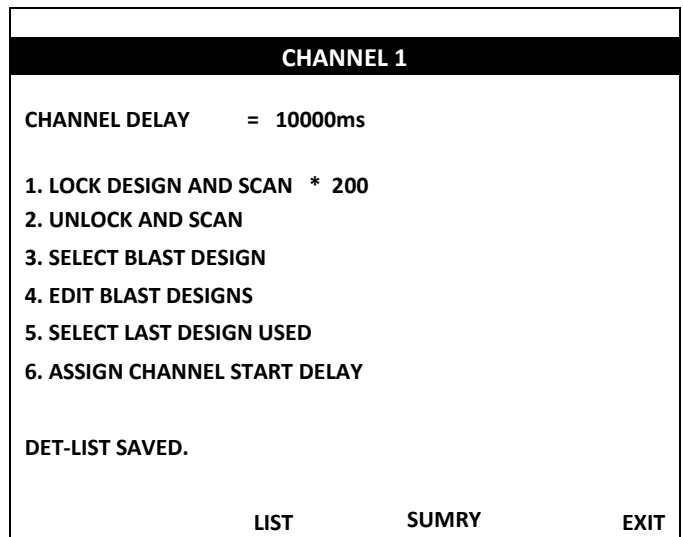 CHANNEL 1
CHANNEL DELAY = 10000ms
1. LOCK DESIGN AND SCAN * 200
2. UNLOCK AND SCAN
3. SELECT BLAST DESIGN
4. EDIT BLAST DESIGNS
5. SELECT LAST DESIGN USED
6. ASSIGN CHANNEL START DELAY
DET-LIST SAVED.
LIST SUMRY EXIT